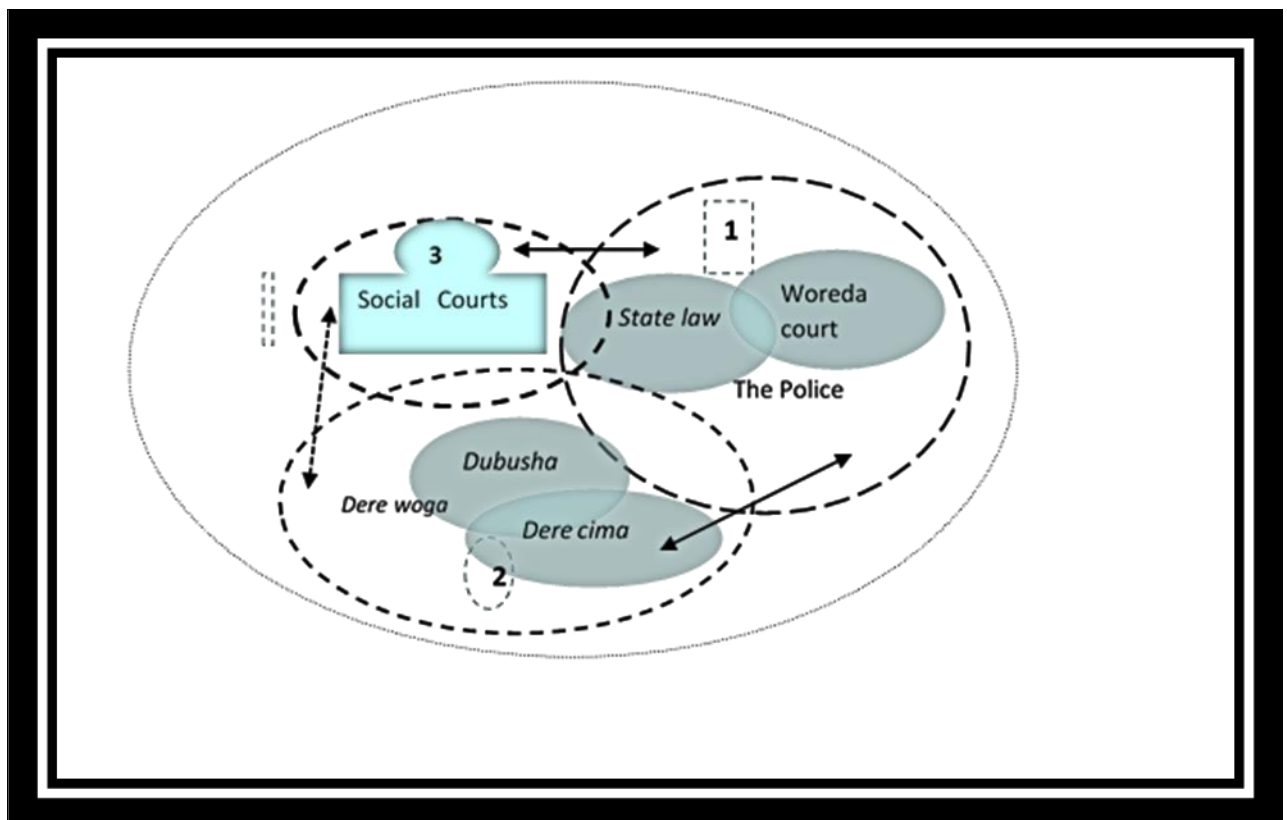 1
3
Social Courts
State law
Woreda
court
The Police
Dubusha
Dere woga
Dere cima
2